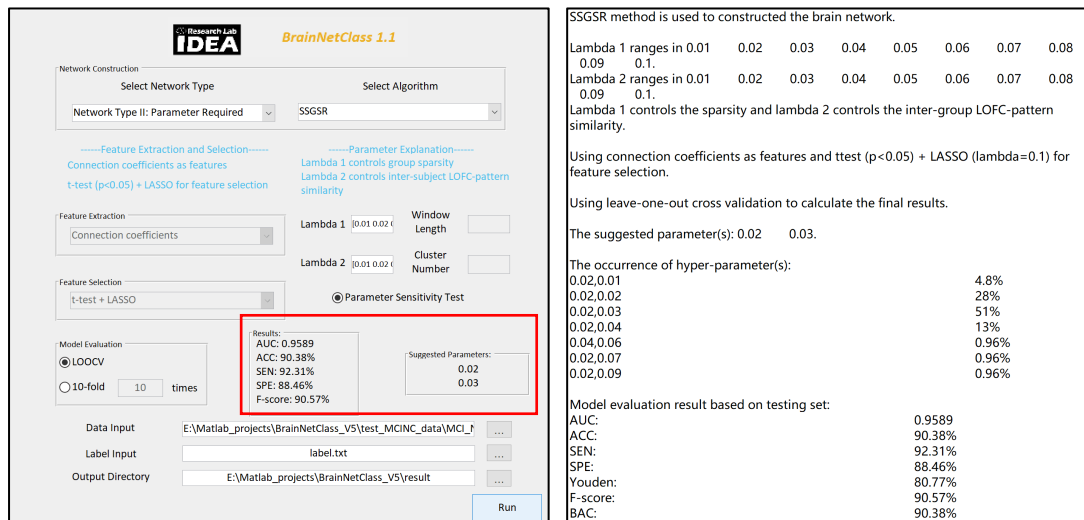 Research Lab
IDEA
BrainNetClass 1.1
Network Construction
Select Network Type
Select Algorithm
Network Type II: Parameter Required
SSGSR
------Feature Extraction and Selection------
Connection coefficients as features
t-test (p<0.05) + LASSO for feature selection
------Parameter Explanation------
Lambda 1 controls group sparsity
Lambda 2 controls inter-subject LOFC-pattern
similarity
Feature Extraction
Connection coefficients
Lambda 1
[0.01 0.02 (
Window
Length
Lambda 2
[0.01 0.02 (
Cluster
Number
Feature Selection
t-test + LASSO
Parameter Sensitivity Test
Model Evaluation
LOOCV
10-fold 10 times
Results:
AUC: 0.9589
ACC: 90.38%
SEN: 92.31%
SPE: 88.46%
F-score: 90.57%
Suggested Parameters:
0.02
0.03
Data Input E:\Matlab_projects\BrainNetClass_V5\test_MCINC_data\MCI_N ...
Label Input label.txt ...
Output Directory E:\Matlab_projects\BrainNetClass_V5\result ...
Run
SSGSR method is used to constructed the brain network.
Lambda 1 ranges in 0.01 0.02 0.03 0.04 0.05 0.06 0.07 0.08
0.09 0.1.
Lambda 2 ranges in 0.01 0.02 0.03 0.04 0.05 0.06 0.07 0.08
0.09 0.1.
Lambda 1 controls the sparsity and lambda 2 controls the inter-group LOFC-pattern
similarity.
Using connection coefficients as features and ttest (p<0.05) + LASSO (lambda=0.1) for
feature selection.
Using leave-one-out cross validation to calculate the final results.
The suggested parameter(s): 0.02 0.03.
The occurrence of hyper-parameter(s):
0.02,0.01 4.8%
0.02,0.02 28%
0.02,0.03 51%
0.02,0.04 13%
0.04,0.06 0.96%
0.02,0.07 0.96%
0.02,0.09 0.96%
Model evaluation result based on testing set:
AUC: 0.9589
ACC: 90.38%
SEN: 92.31%
SPE: 88.46%
Youden: 80.77%
F-score: 90.57%
BAC: 90.38%